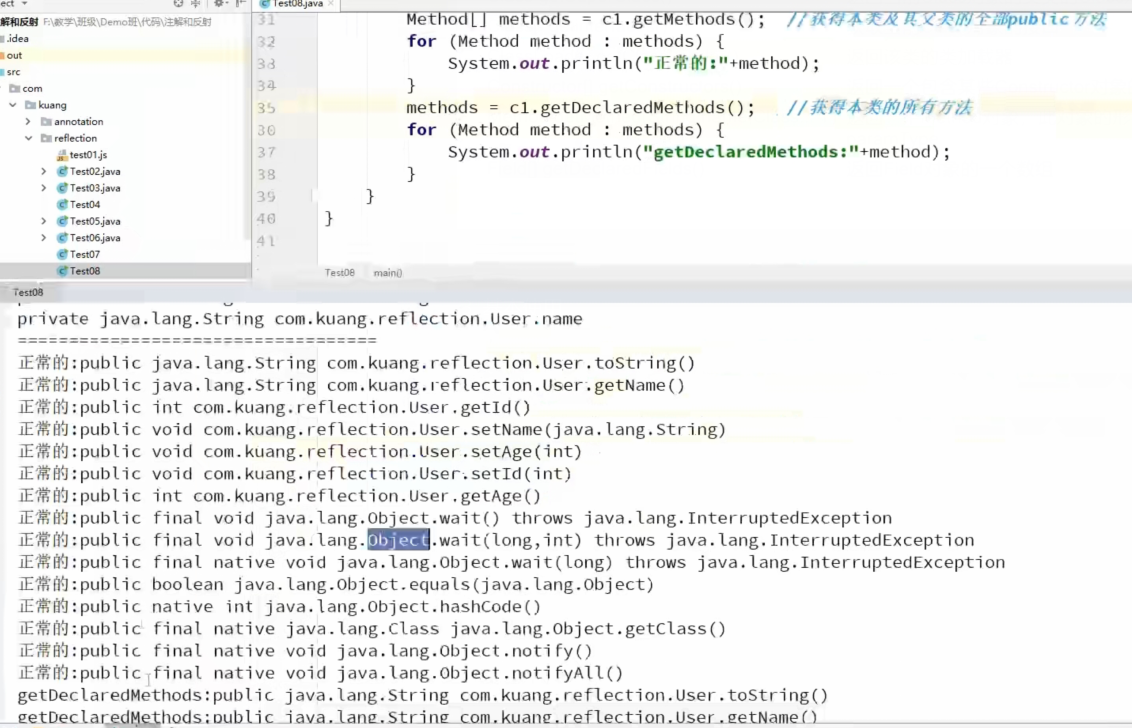 ect
Test08.java
解和反射 F:\教学\班级\Demo班\代码\注解和反射
.idea
out
src
com
kuang
annotation
reflection
test01.js
Test02.java
Test03.java
Test04
Test05.java
Test06.java
Test07
Test08
31 Method[] methods = c1.getMethods(); //获得本类及其父类的全部public方法
32 for (Method method : methods) {
33 System.out.println("正常的:"+method);
34 }
35 methods = c1.getDeclaredMethods(); //获得本类的所有方法
36 for (Method method : methods) {
37 System.out.println("getDeclaredMethods:"+method);
38 }
39 }
40 }
41
Test08 main()
Test08
private java.lang.String com.kuang.reflection.User.name
===================================
正常的:public java.lang.String com.kuang.reflection.User.toString()
正常的:public java.lang.String com.kuang.reflection.User.getName()
正常的:public int com.kuang.reflection.User.getId()
正常的:public void com.kuang.reflection.User.setName(java.lang.String)
正常的:public void com.kuang.reflection.User.setAge(int)
正常的:public void com.kuang.reflection.User.setId(int)
正常的:public int com.kuang.reflection.User.getAge()
正常的:public final void java.lang.Object.wait() throws java.lang.InterruptedException
正常的:public final void java.lang.Object.wait(long,int) throws java.lang.InterruptedException
正常的:public final native void java.lang.Object.wait(long) throws java.lang.InterruptedException
正常的:public boolean java.lang.Object.equals(java.lang.Object)
正常的:public native int java.lang.Object.hashCode()
正常的:public final native java.lang.Class java.lang.Object.getClass()
正常的:public final native void java.lang.Object.notify()
正常的:public final native void java.lang.Object.notifyAll()
getDeclaredMethods:public java.lang.String com.kuang.reflection.User.toString()
getDeclaredMethods:public java.lang.String com.kuang.reflection.User.getName()